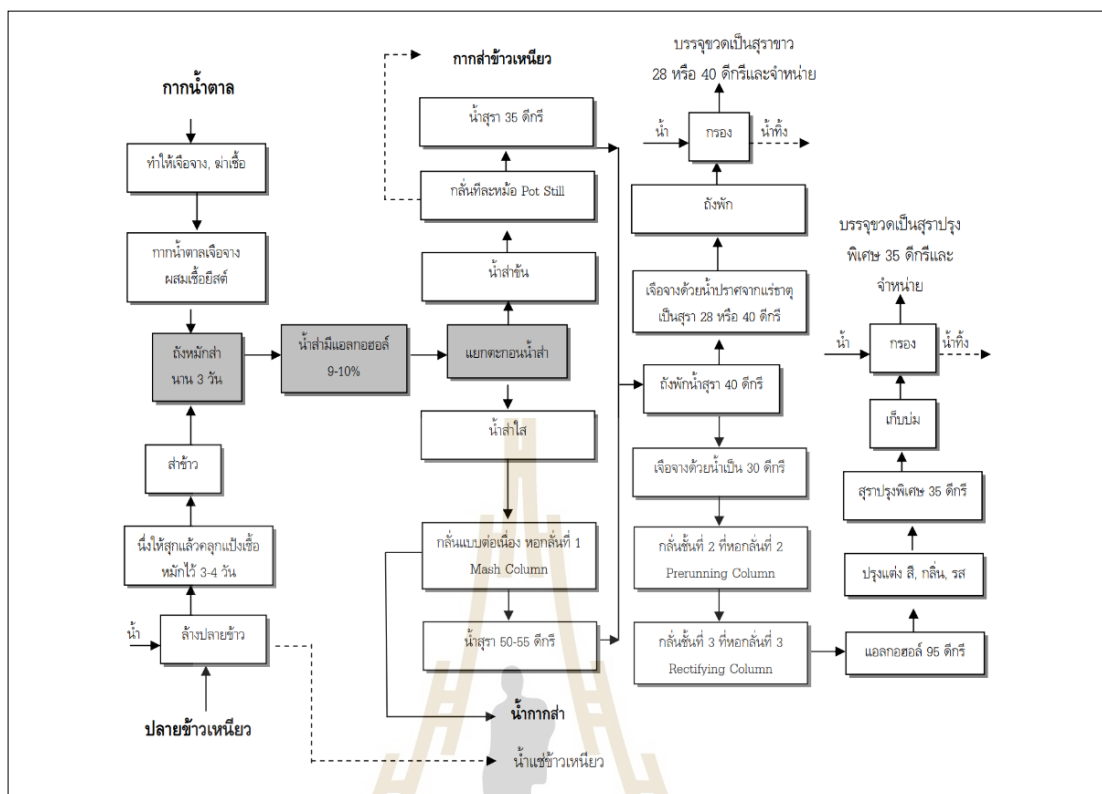 กากน้ำตาล
ทำให้เจือจาง, ฆ่าเชื้อ
กากน้ำตาลเจือจาง
ผสมเชื้อยีสต์
ถังหมักส่า
นาน 3 วัน
ส่าข้าว
นึ่งให้สุกแล้วคลุกแป้งเชื้อ
หมักไว้ 3-4 วัน
น้ำ
ล้างปลายข้าว
ปลายข้าวเหนียว
น้ำส่ามีแอลกอฮอล์
9-10%
กากส่าข้าวเหนียว
น้ำสุรา 35 ดีกรี
กลั่นทีละหม้อ Pot Still
น้ำส่าข้น
แยกตะกอนน้ำส่า
น้ำส่าใส
กลั่นแบบต่อเนื่อง หอกลั่นที่ 1
Mash Column
น้ำสุรา 50-55 ดีกรี
น้ำกากส่า
น้ำแช่ข้าวเหนียว
บรรจุขวดเป็นสุราขาว
28 หรือ 40 ดีกรีและจำหน่าย
น้ำ
กรอง
น้ำทิ้ง
ถังพัก
เจือจางด้วยน้ำปราศจากแร่ธาตุ
เป็นสุรา 28 หรือ 40 ดีกรี
ถังพักน้ำสุรา 40 ดีกรี
เจือจางด้วยน้ำเป็น 30 ดีกรี
กลั่นชั้นที่ 2 ที่หอกลั่นที่ 2
Prerunning Column
กลั่นชั้นที่ 3 ที่หอกลั่นที่ 3
Rectifying Column
บรรจุขวดเป็นสุราปรุง
พิเศษ 35 ดีกรีและ
จำหน่าย
น้ำ
กรอง
น้ำทิ้ง
เก็บบ่ม
สุราปรุงพิเศษ 35 ดีกรี
ปรุงแต่ง สี, กลิ่น, รส
แอลกอฮอล์ 95 ดีกรี